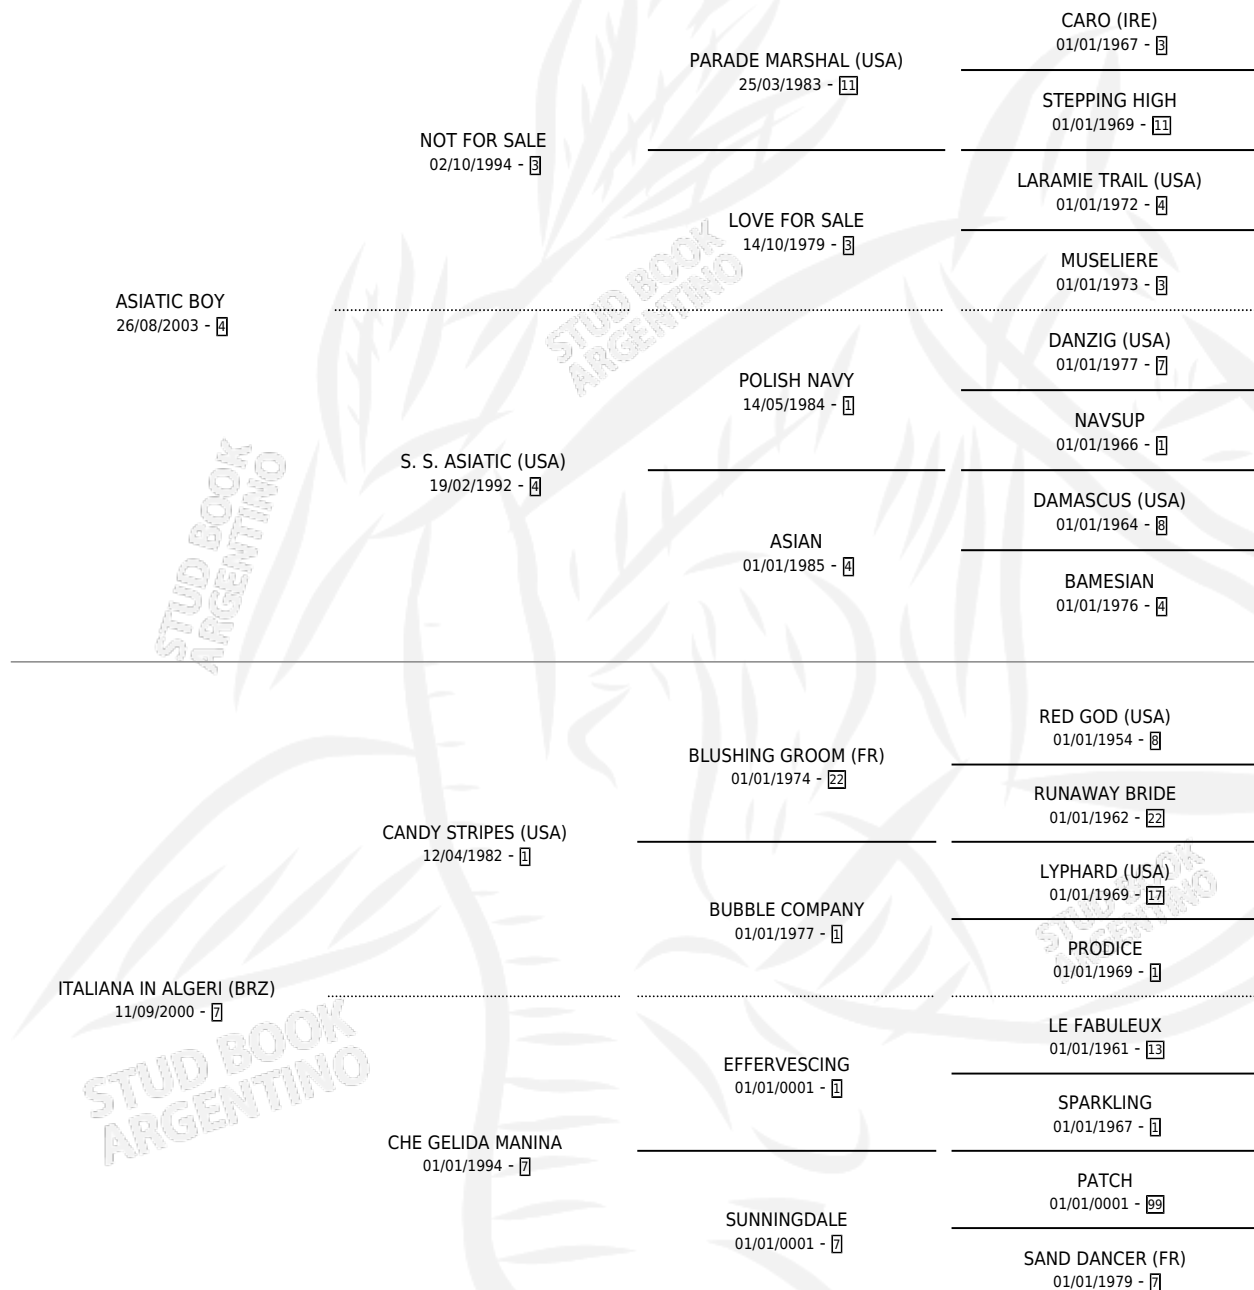 CARO (IRE)
01/01/1967 - 3
PARADE MARSHAL (USA)
25/03/1983 - 11
STEPPING HIGH
01/01/1969 - 11
NOT FOR SALE
02/10/1994 - 3
LARAMIE TRAIL (USA)
01/01/1972 - 4
LOVE FOR SALE
14/10/1979 - 3
MUSELIERE
01/01/1973 - 3
ASIATIC BOY
26/08/2003 - 4
STUD BOOK
ARGENTINO
DANZIG (USA)
01/01/1977 - 7
POLISH NAVY
14/05/1984 - 1
NAVSUP
01/01/1966 - 1
S. S. ASIATIC (USA)
19/02/1992 - 4
DAMASCUS (USA)
01/01/1964 - 8
ASIAN
01/01/1985 - 4
BAMESIAN
01/01/1976 - 4
STUD BOOK
ARGENTINO
RED GOD (USA)
01/01/1954 - 8
BLUSHING GROOM (FR)
01/01/1974 - 22
RUNAWAY BRIDE
01/01/1962 - 22
CANDY STRIPES (USA)
12/04/1982 - 1
LYPHARD (USA)
01/01/1969 - 17
BUBBLE COMPANY
01/01/1977 - 1
STUD BOOK
ARGENTINO
PRODICE
01/01/1969 - 1
ITALIANA IN ALGERI (BRZ)
11/09/2000 - 7
LE FABULEUX
01/01/1961 - 13
EFFERVESCING
01/01/0001 - 1
SPARKLING
01/01/1967 - 1
STUD BOOK
ARGENTINO
CHE GELIDA MANINA
01/01/1994 - 7
PATCH
01/01/0001 - 99
SUNNINGDALE
01/01/0001 - 7
SAND DANCER (FR)
01/01/1979 - 7